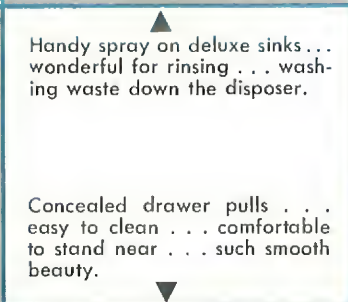 Handy spray on deluxe sinks...
wonderful for rinsing . . . wash-
ing waste down the disposer.
Concealed drawer pulls . . .
easy to clean . . . comfortable
to stand near . . . such smooth
beauty.